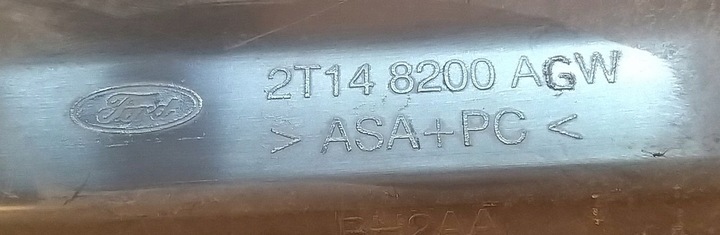 Ford
2T14 8200 AGW
> ASA+PC <